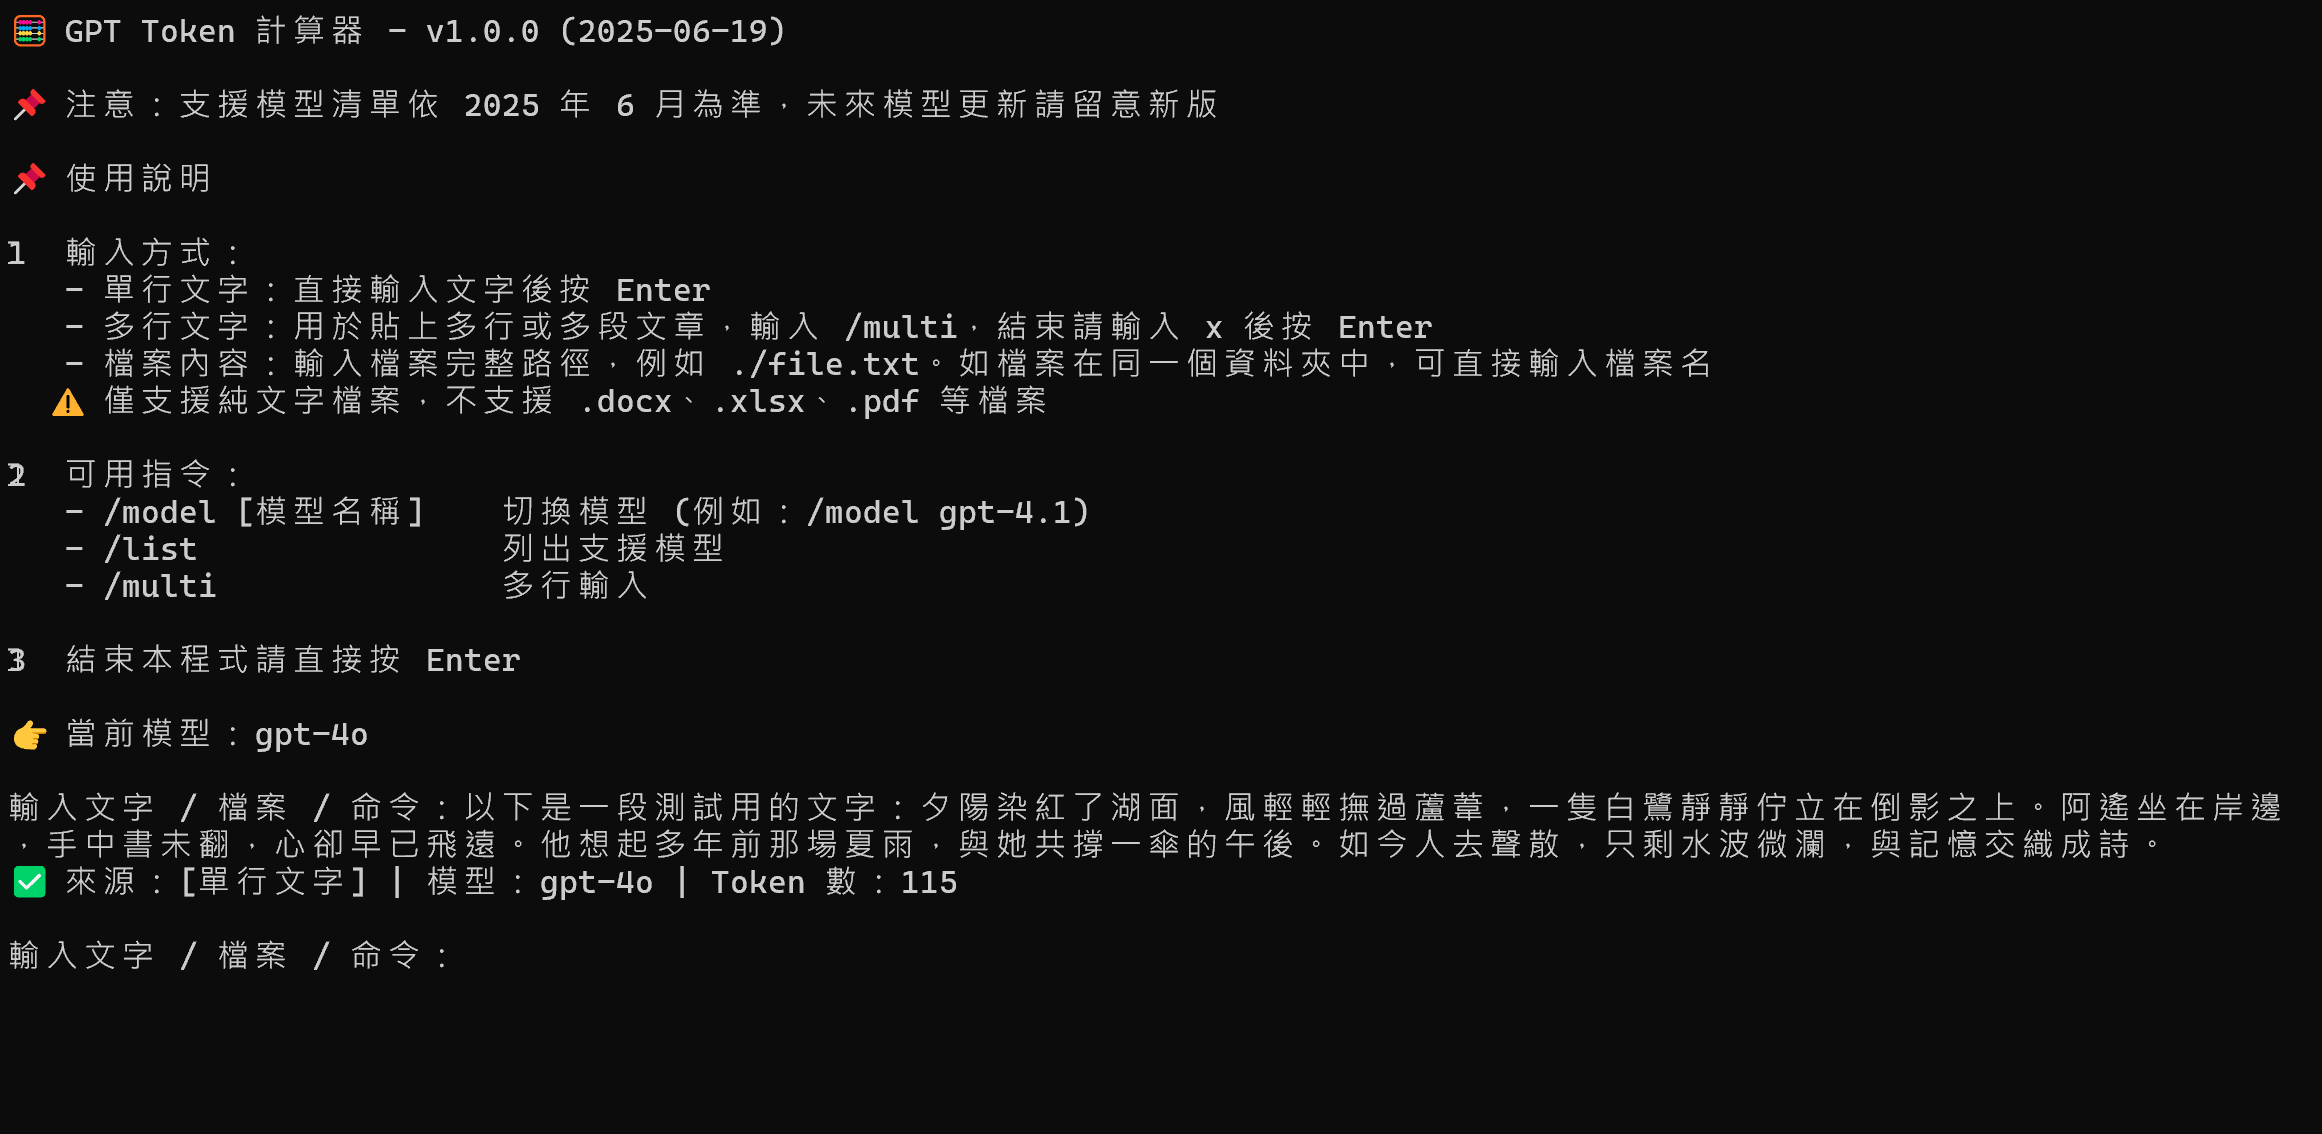 GPT Token 計算器 - v1.0.0 (2025-06-19)
注意：支援模型清單依 2025 年 6 月為準，未來模型更新請留意新版
使用說明
1 輸入方式：
- 單行文字：直接輸入文字後按 Enter
- 多行文字：用於貼上多行或多段文章，輸入 /multi，結束請輸入 x 後按 Enter
- 檔案內容：輸入檔案完整路徑，例如 ./file.txt。如檔案在同一個資料夾中，可直接輸入檔案名
僅支援純文字檔案，不支援 .docx、.xlsx、.pdf 等檔案
2 可用指令：
- /model [模型名稱] 切換模型 (例如：/model gpt-4.1)
- /list 列出支援模型
- /multi 多行輸入
3 結束本程式請直接按 Enter
當前模型：gpt-4o
輸入文字 / 檔案 / 命令：以下是一段測試用的文字：夕陽染紅了湖面，風輕輕撫過蘆葦，一隻白鷺靜靜佇立在倒影之上。阿遙坐在岸邊
，手中書未翻，心卻早已飛遠。他想起多年前那場夏雨，與她共撐一傘的午後。如今人去聲散，只剩水波微瀾，與記憶交織成詩。
來源：[單行文字] | 模型：gpt-4o | Token 數：115
輸入文字 / 檔案 / 命令：